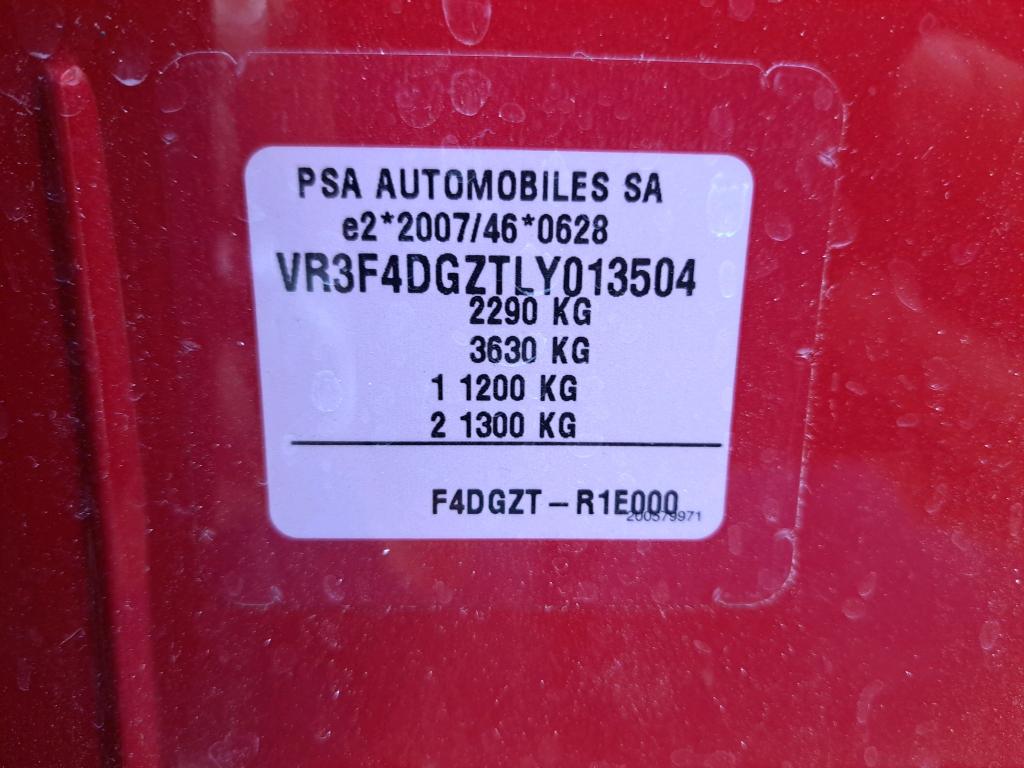 PSA AUTOMOBILES SA
e2*2007/46*0628
VR3F4DGZTLY013504
2290 KG
3630 KG
1 1200 KG
2 1300 KG
F4DGZT – R1E000
200579971